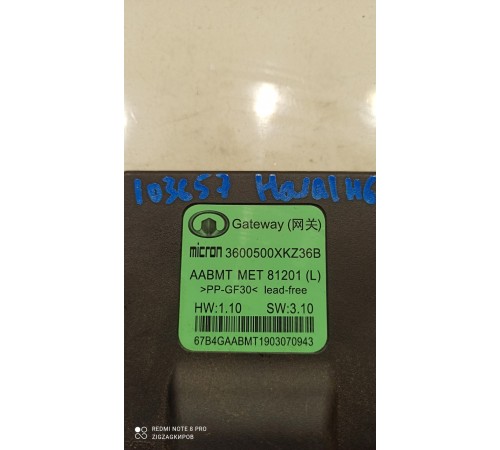 103657 Haval H6
Gateway (网关)
micron 3600500XKZ36B
AABMT MET 81201 (L)
>PP-GF30< lead-free
HW:1.10 SW:3.10
67B4GAABMT1903070943
REDMI NOTE 8 PRO
ZIGZAGКИРОВ